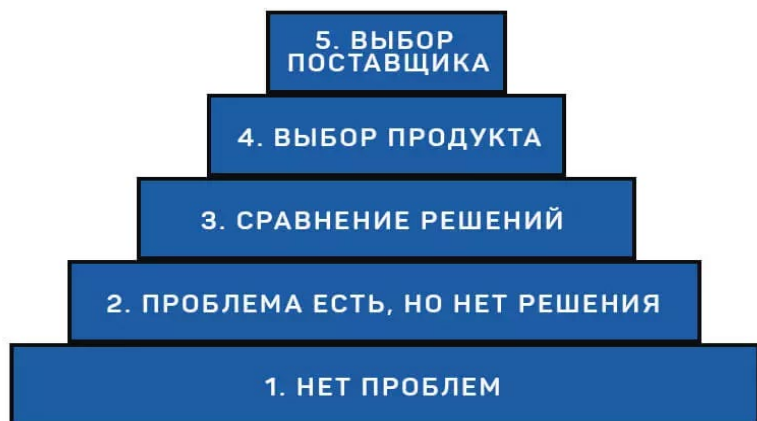 5. ВЫБОР
ПОСТАВЩИКА
4. ВЫБОР ПРОДУКТА
3. СРАВНЕНИЕ РЕШЕНИЙ
2. ПРОБЛЕМА ЕСТЬ, НО НЕТ РЕШЕНИЯ
1. НЕТ ПРОБЛЕМ